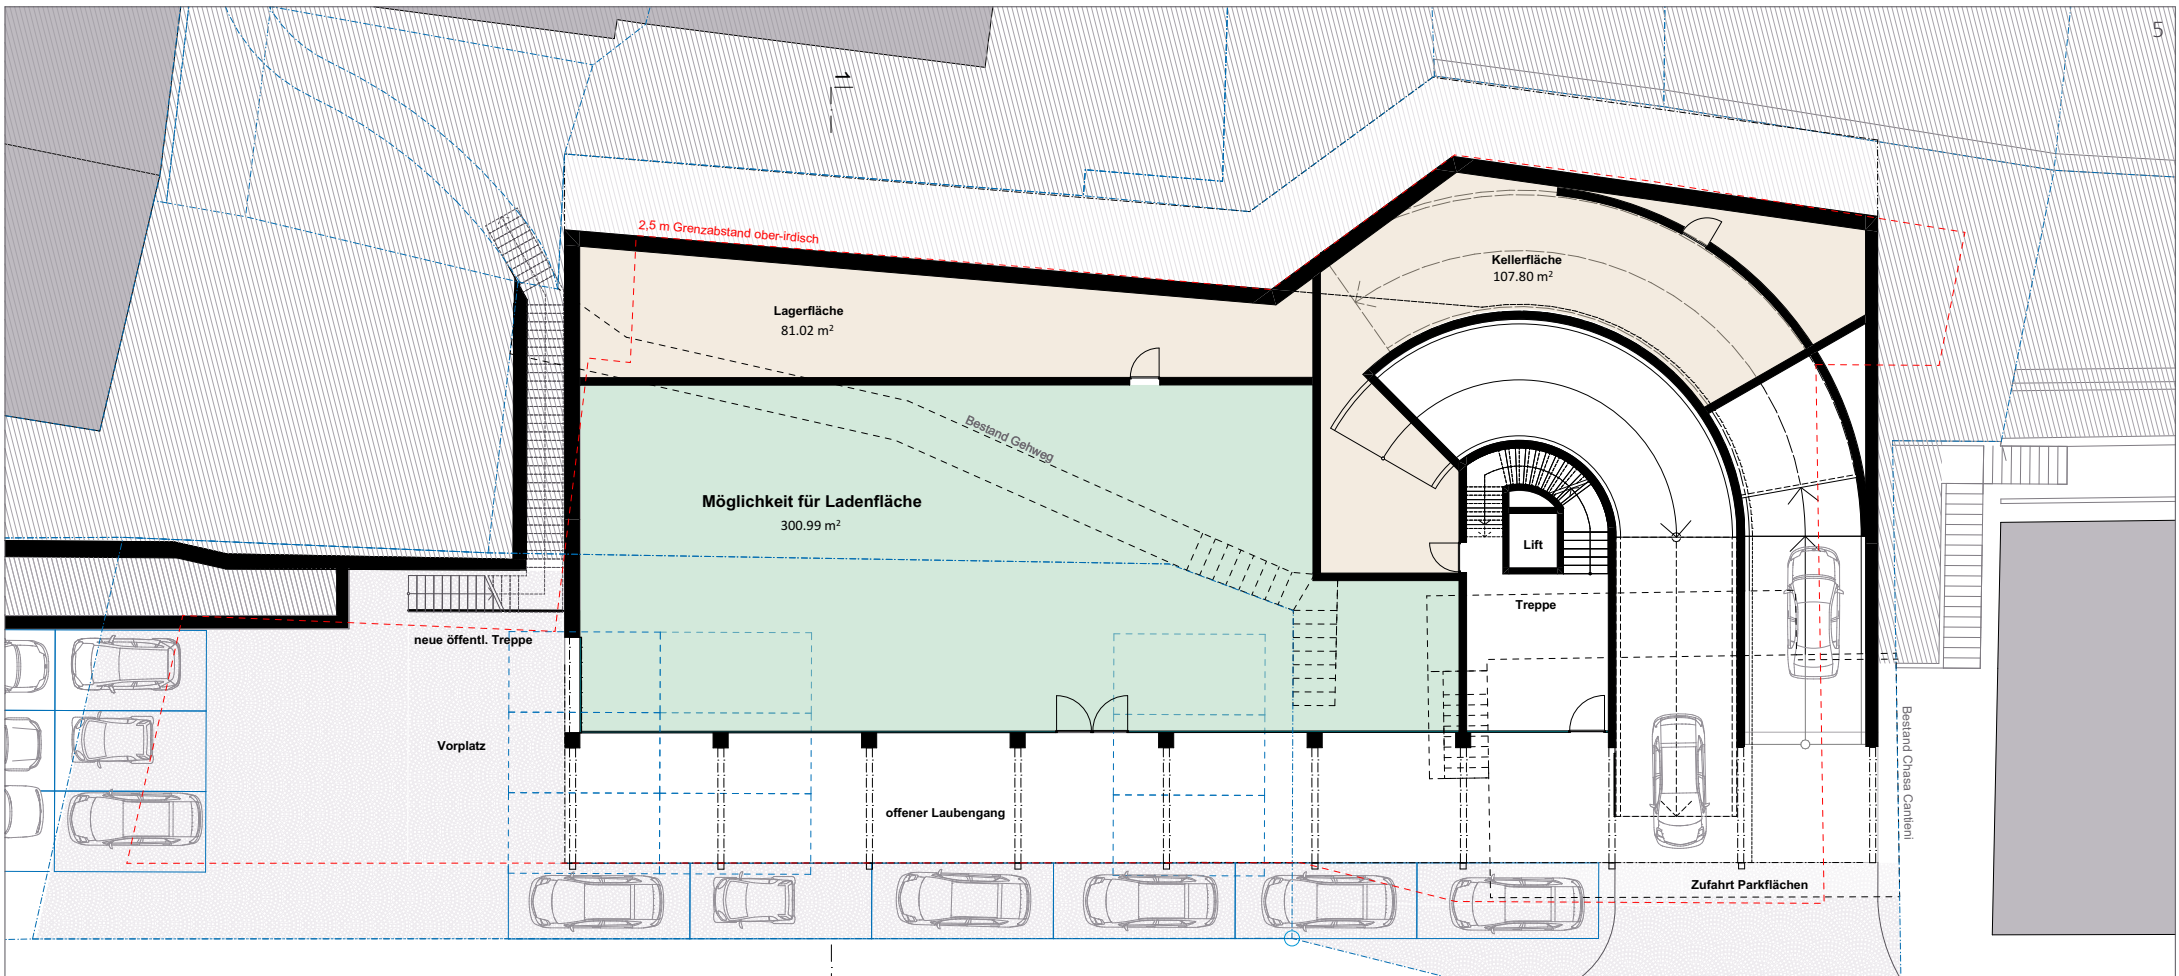 5
1
2,5 m Grenzabstand ober-irdisch
Kellerfläche
107.80 m²
Lagerfläche
81.02 m²
Bestand Gehweg
Möglichkeit für Ladenfläche
300.99 m²
Lift
Treppe
neue öffentl. Treppe
Vorplatz
Bestand Chasa Cantieni
offener Laubengang
Zufahrt Parkflächen